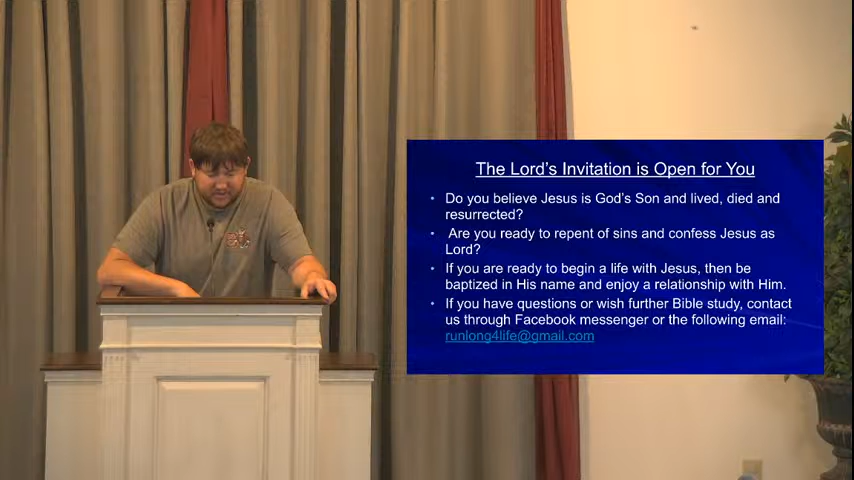 The Lord's Invitation is Open for You
• Do you believe Jesus is God's Son and lived, died and
resurrected?
• Are you ready to repent of sins and confess Jesus as
Lord?
• If you are ready to begin a life with Jesus, then be
baptized in His name and enjoy a relationship with Him.
• If you have questions or wish further Bible study, contact
us through Facebook messenger or the following email:
runlong4life@gmail.com